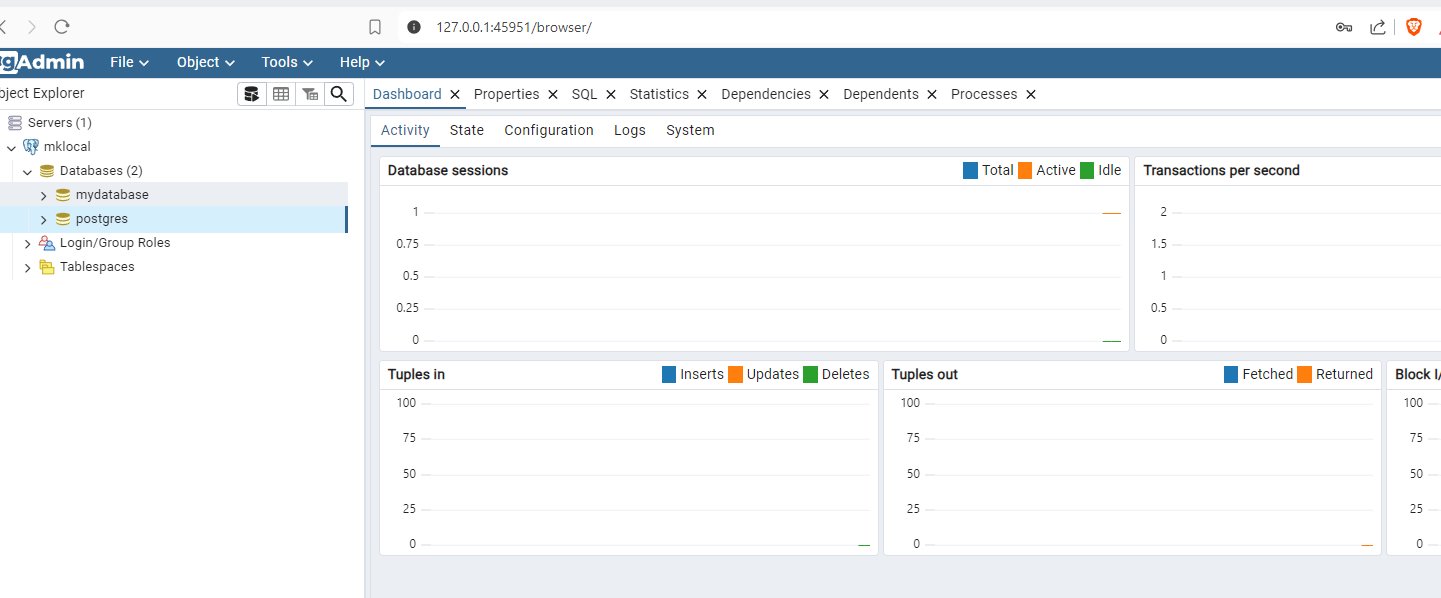 127.0.0.1:45951/browser/
gAdmin File Object Tools Help
bject Explorer
Dashboard Properties SQL Statistics Dependencies Dependents Processes
Servers (1)
mklocal
Databases (2)
mydatabase
postgres
Login/Group Roles
Tablespaces
Activity State Configuration Logs System
Database sessions Total Active Idle
1
0.75
0.5
0.25
0
Transactions per second
2
1.5
1
0.5
0
Tuples in Inserts Updates Deletes
100
75
50
25
0
Tuples out Fetched Returned
100
75
50
25
0
Block I/
100
75
50
25
0